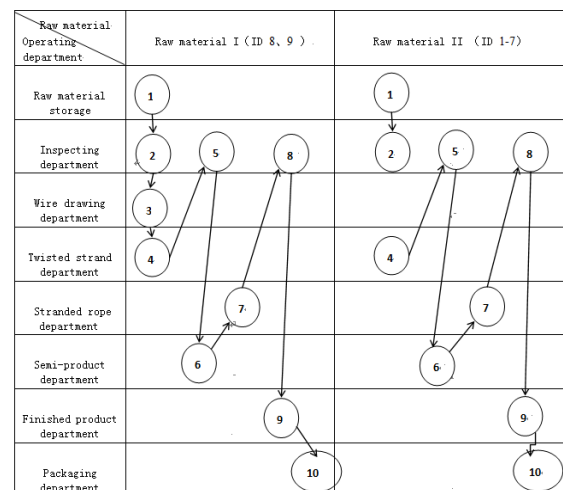 Raw material
Operating
department
Raw material I (ID 8、9 )
Raw material II （ID 1-7)
Raw material
storage
1
1
Inspecting
department
2
5
8
2
5
8
Wire drawing
department
3
Twisted strand
department
4
4
Stranded rope
department
7
7
Semi-product
department
6
6
Finished product
department
9
9
Packaging
department
10
10